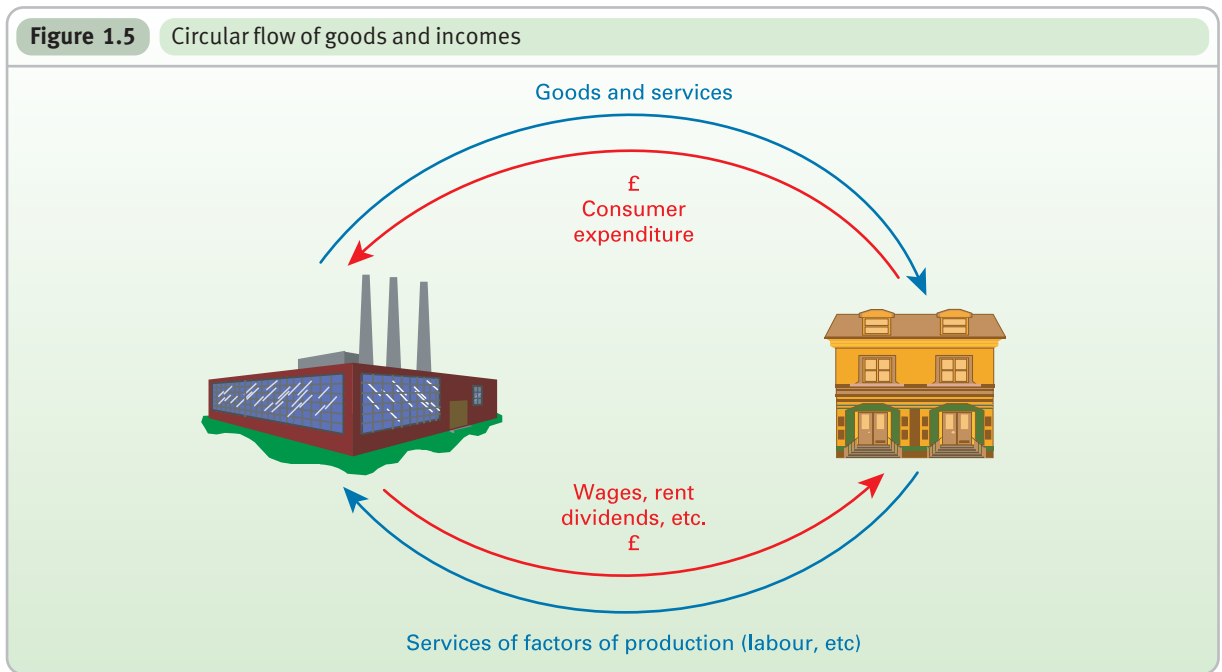 Figure 1.5 Circular flow of goods and incomes
Goods and services
£
Consumer
expenditure
Wages, rent
dividends, etc.
£
Services of factors of production (labour, etc)